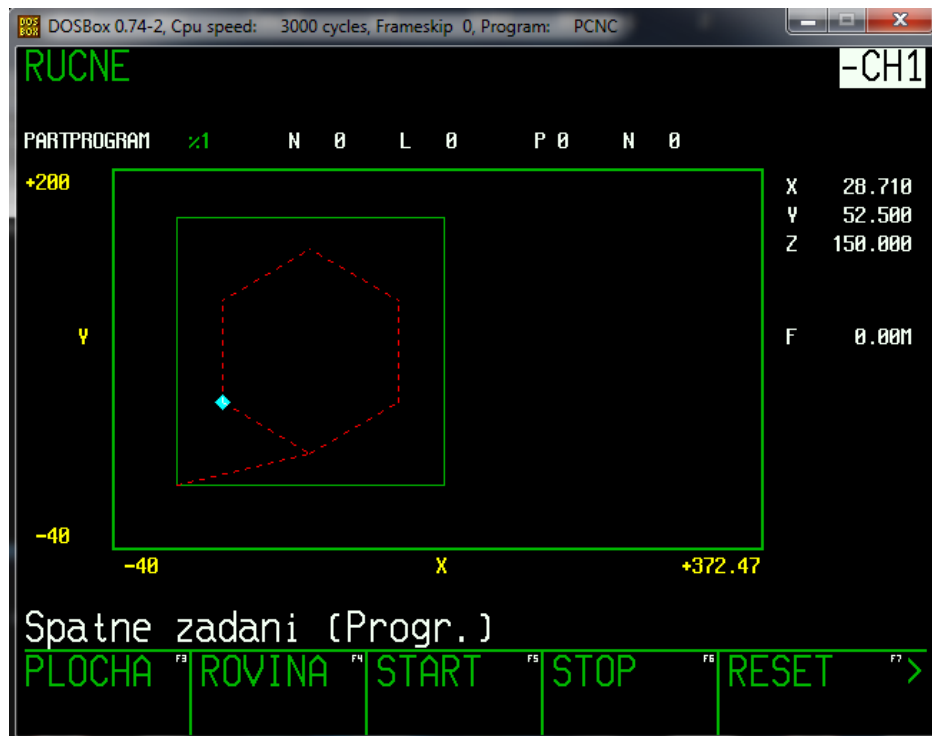 DOSBox 0.74-2, Cpu speed: 3000 cycles, Frameskip 0, Program: PCNC
RUCNE -CH1
PARTPROGRAM %1 N 0 L 0 P 0 N 0
+200
X 28.710
Y 52.500
Z 150.000
Y
F 0.00M
-40
-40 X +372.47
Spatne zadani (Progr.)
PLOCHA F3 ROVINA F4 START F5 STOP F6 RESET F7 >